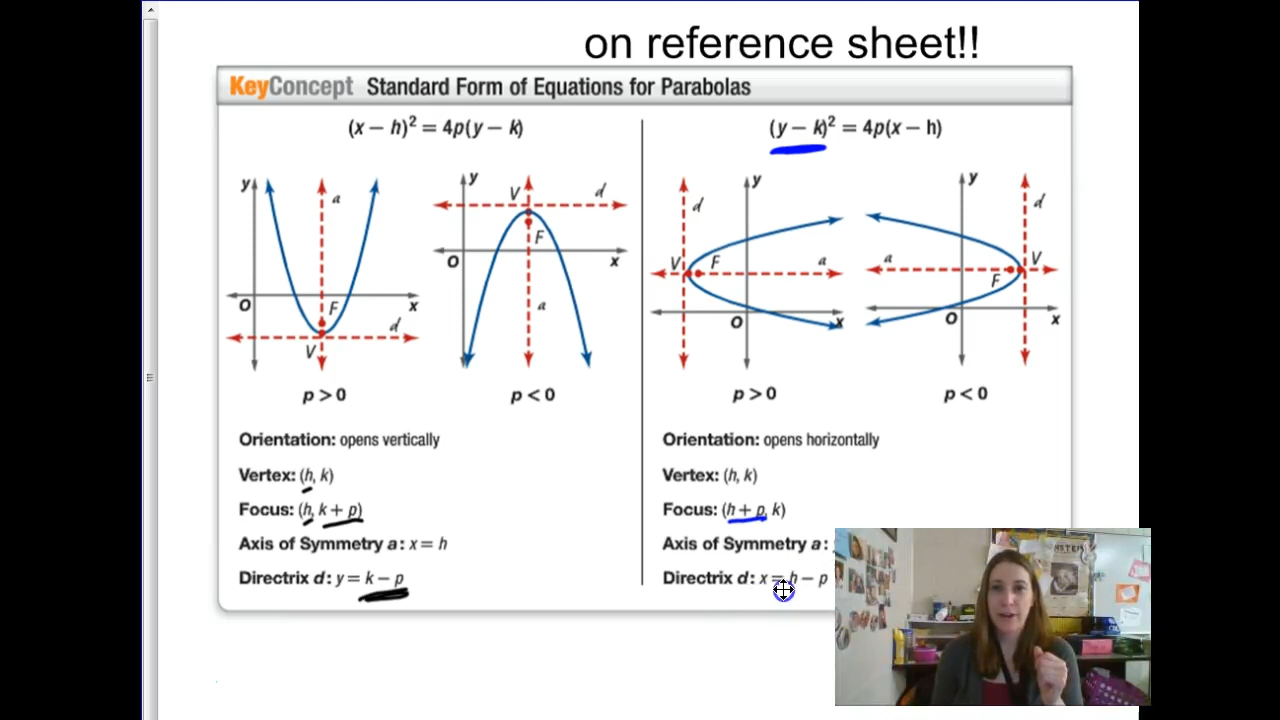 on reference sheet!!
KeyConcept Standard Form of Equations for Parabolas
(x − h)² = 4p(y − k)
y
a
O
F
x
d
V
p > 0
y
V
d
F
O
x
a
p < 0
Orientation: opens vertically
Vertex: (h, k)
Focus: (h, k + p)
Axis of Symmetry a: x = h
Directrix d: y = k − p
(y − k)² = 4p(x − h)
y
d
V
F
a
O
x
p > 0
y
d
a
V
F
O
x
p < 0
Orientation: opens horizontally
Vertex: (h, k)
Focus: (h + p, k)
Axis of Symmetry a:
Directrix d: x = h − p